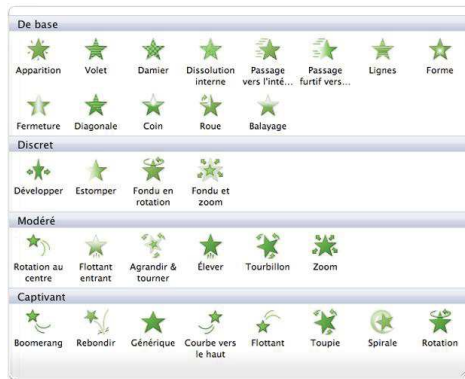 De base
Apparition Volet Damier Dissolution interne Passage vers l'inté... Passage furtif vers... Lignes Forme
Fermeture Diagonale Coin Roue Balayage
Discret
Développer Estomper Fondu en rotation Fondu et zoom
Modéré
Rotation au centre Flottant entrant Agrandir & tourner Élever Tourbillon Zoom
Captivant
Boomerang Rebondir Générique Courbe vers le haut Flottant Toupie Spirale Rotation